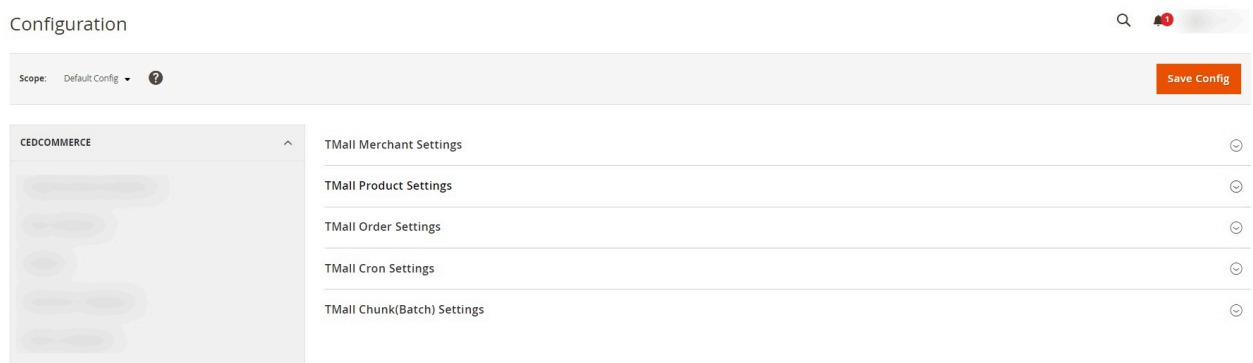 Configuration
1
Scope: Default Config ?
Save Config
CEDCOMMERCE
TMall Merchant Settings
TMall Product Settings
TMall Order Settings
TMall Cron Settings
TMall Chunk(Batch) Settings